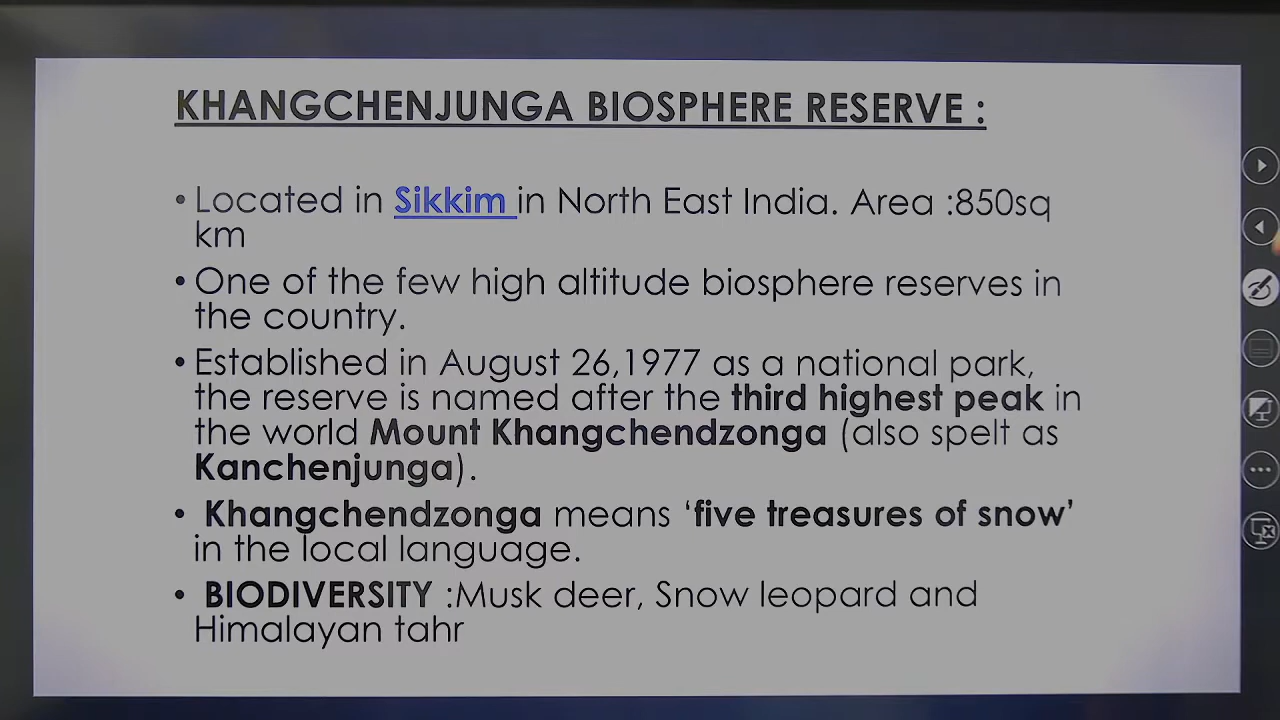 KHANGCHENJUNGA BIOSPHERE RESERVE :
• Located in Sikkim in North East India. Area :850sq
km
• One of the few high altitude biosphere reserves in
the country.
• Established in August 26,1977 as a national park,
the reserve is named after the third highest peak in
the world Mount Khangchendzonga (also spelt as
Kanchenjunga).
• Khangchendzonga means ‘five treasures of snow’
in the local language.
• BIODIVERSITY :Musk deer, Snow leopard and
Himalayan tahr